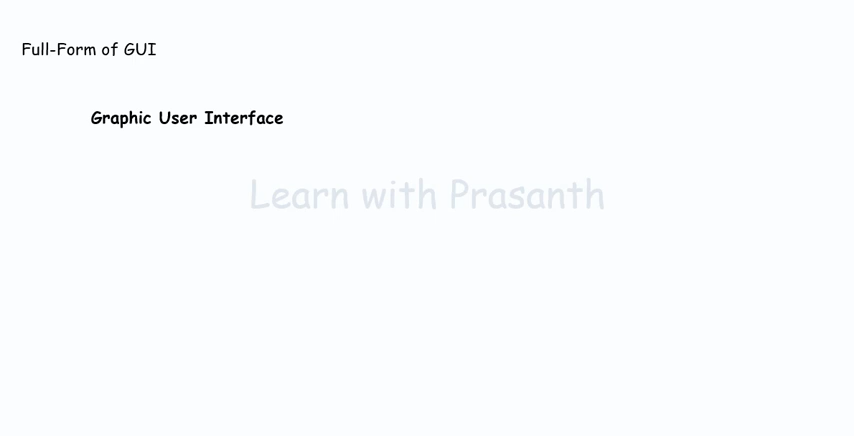 Full-Form of GUI
Graphic User Interface
Learn with Prasanth